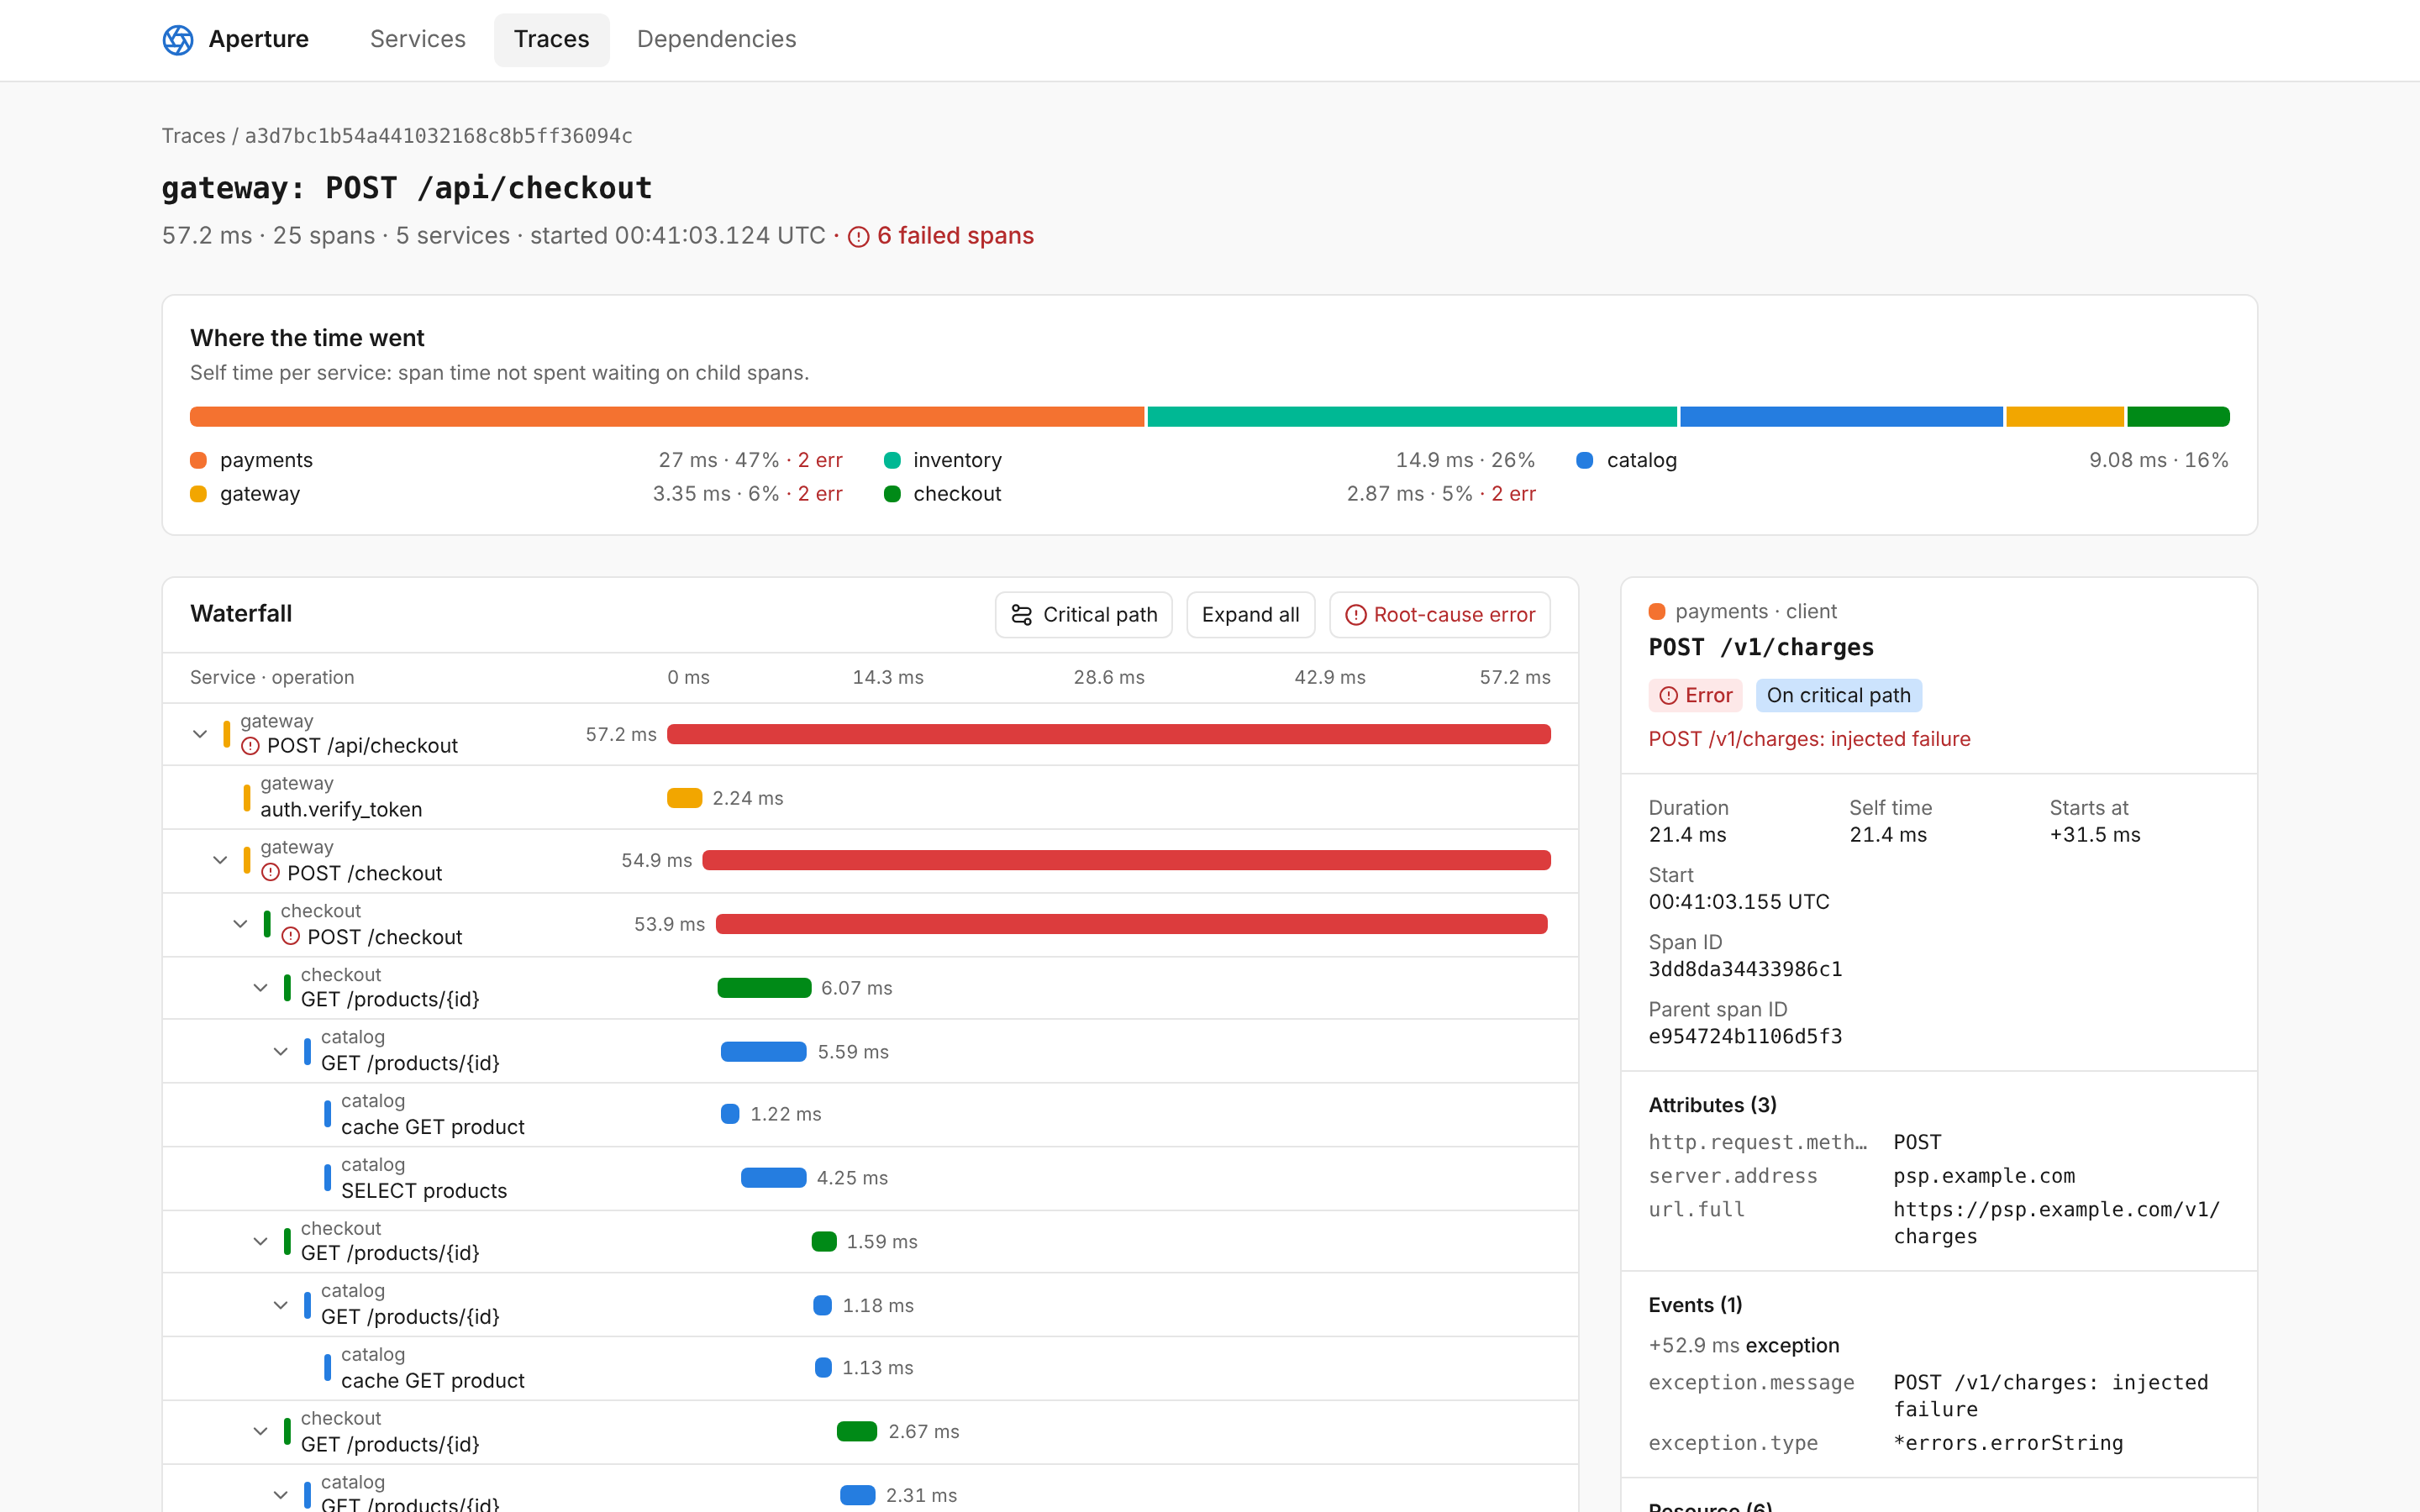 Aperture
Services
Traces
Dependencies
Traces / a3d7bc1b54a441032168c8b5ff36094c
gateway: POST /api/checkout
57.2 ms · 25 spans · 5 services · started 00:41:03.124 UTC · 6 failed spans
Where the time went
Self time per service: span time not spent waiting on child spans.
payments 27 ms · 47% · 2 err
inventory 14.9 ms · 26%
catalog 9.08 ms · 16%
gateway 3.35 ms · 6% · 2 err
checkout 2.87 ms · 5% · 2 err
Waterfall
Critical path
Expand all
Root-cause error
Service · operation
0 ms
14.3 ms
28.6 ms
42.9 ms
57.2 ms
gateway
POST /api/checkout
57.2 ms
gateway
auth.verify_token
2.24 ms
gateway
POST /checkout
54.9 ms
checkout
POST /checkout
53.9 ms
checkout
GET /products/{id}
6.07 ms
catalog
GET /products/{id}
5.59 ms
catalog
cache GET product
1.22 ms
catalog
SELECT products
4.25 ms
checkout
GET /products/{id}
1.59 ms
catalog
GET /products/{id}
1.18 ms
catalog
cache GET product
1.13 ms
checkout
GET /products/{id}
2.67 ms
catalog
GET /products/{id}
2.31 ms
payments · client
POST /v1/charges
Error
On critical path
POST /v1/charges: injected failure
Duration
21.4 ms
Self time
21.4 ms
Starts at
+31.5 ms
Start
00:41:03.155 UTC
Span ID
3dd8da34433986c1
Parent span ID
e954724b1106d5f3
Attributes (3)
http.request.meth… POST
server.address psp.example.com
url.full https://psp.example.com/v1/
charges
Events (1)
+52.9 ms exception
exception.message POST /v1/charges: injected
failure
exception.type *errors.errorString
Resource (6)